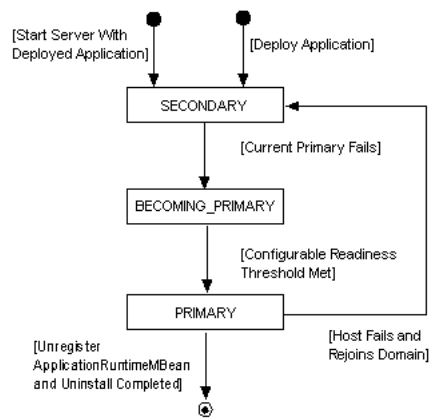 [Start Server With
Deployed Application]
[Deploy Application]
SECONDARY
[Current Primary Fails]
BECOMING_PRIMARY
[Configurable Readiness
Threshold Met]
PRIMARY
[Host Fails and
Rejoins Domain]
[Unregister
ApplicationRuntimeMBean
and Uninstall Completed]